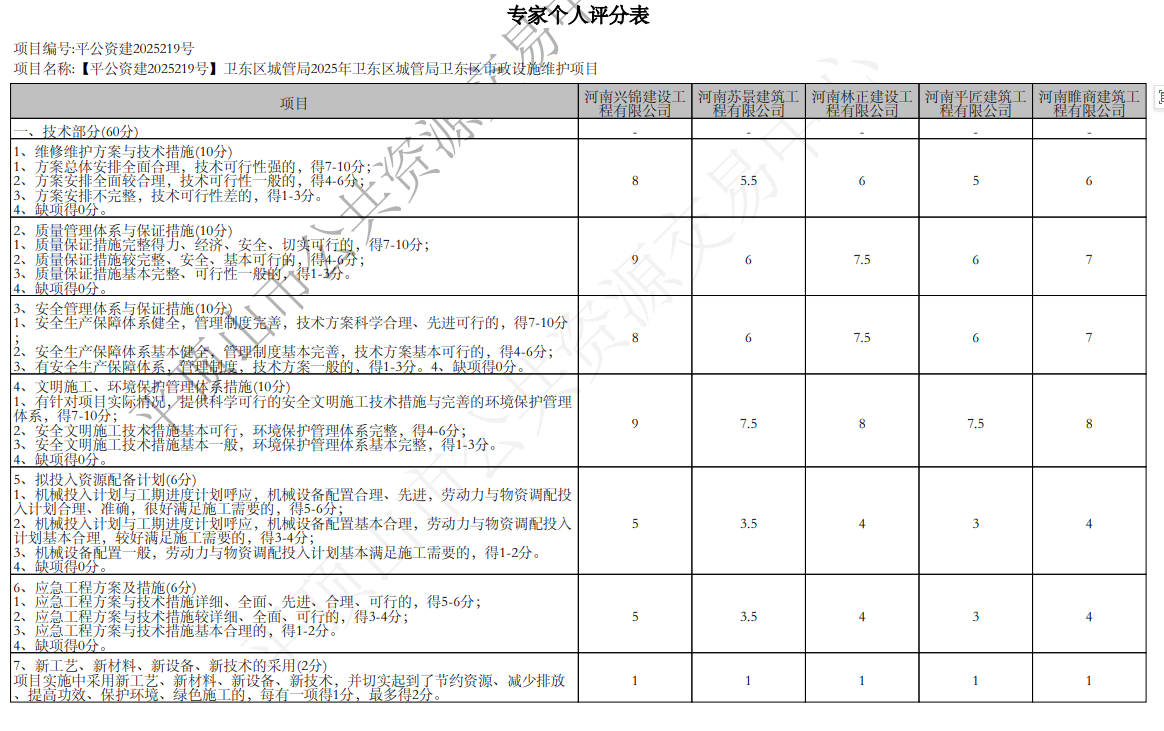 专家个人评分表
项目编号:平公资建2025219号
项目名称:【平公资建2025219号】卫东区城管局2025年卫东区城管局卫东区市政设施维护项目
项目
河南兴锦建设工
程有限公司
河南苏景建筑工
程有限公司
河南林正建设工
程有限公司
河南平匠建筑工
程有限公司
河南睢商建筑工
程有限公司
一、技术部分(60分)
-
-
-
-
-
1、维修维护方案与技术措施(10分)
1、方案总体安排全面合理，技术可行性强的，得7-10分；
2、方案安排全面较合理，技术可行性一般的，得4-6分；
3、方案安排不完整，技术可行性差的，得1-3分。
4、缺项得0分。
8
5.5
6
5
6
2、质量管理体系与保证措施(10分)
1、质量保证措施完整得力、经济、安全、切实可行的，得7-10分；
2、质量保证措施较完整、安全、基本可行的，得4-6分；
3、质量保证措施基本完整、可行性一般的，得1-3分。
4、缺项得0分。
9
6
7.5
6
7
3、安全管理体系与保证措施(10分)
1、安全生产保障体系健全，管理制度完善，技术方案科学合理、先进可行的，得7-10分
；
2、安全生产保障体系基本健全，管理制度基本完善，技术方案基本可行的，得4-6分；
3、有安全生产保障体系，管理制度，技术方案一般的，得1-3分。4、缺项得0分。
8
6
7.5
6
7
4、文明施工、环境保护管理体系措施(10分)
1、有针对项目实际情况，提供科学可行的安全文明施工技术措施与完善的环境保护管理
体系，得7-10分；
2、安全文明施工技术措施基本可行，环境保护管理体系完整，得4-6分；
3、安全文明施工技术措施基本一般，环境保护管理体系基本完整，得1-3分。
4、缺项得0分。
9
7.5
8
7.5
8
5、拟投入资源配备计划(6分)
1、机械投入计划与工期进度计划呼应，机械设备配置合理、先进，劳动力与物资调配投
入计划合理、准确，很好满足施工需要的，得5-6分；
2、机械投入计划与工期进度计划呼应，机械设备配置基本合理，劳动力与物资调配投入
计划基本合理，较好满足施工需要的，得3-4分；
3、机械设备配置一般，劳动力与物资调配投入计划基本满足施工需要的，得1-2分。
4、缺项得0分。
5
3.5
4
3
4
6、应急工程方案及措施(6分)
1、应急工程方案与技术措施详细、全面、先进、合理、可行的，得5-6分；
2、应急工程方案与技术措施较详细、全面、可行的，得3-4分；
3、应急工程方案与技术措施基本合理的，得1-2分。
4、缺项得0分。
5
3.5
4
3
4
7、新工艺、新材料、新设备、新技术的采用(2分)
项目实施中采用新工艺、新材料、新设备、新技术，并切实起到了节约资源、减少排放
、提高功效、保护环境、绿色施工的，每有一项得1分，最多得2分。
1
1
1
1
1
平顶山市公共资源交易
平顶山市公共资源交易中心